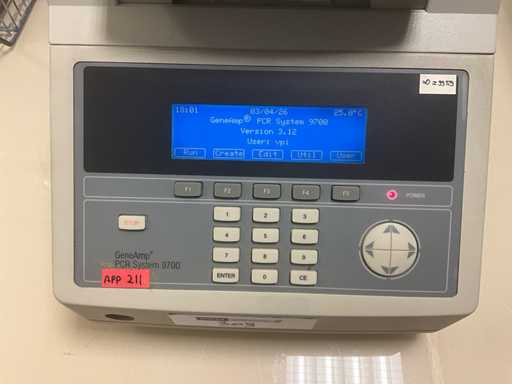 18:01 03/04/26 25.0°C
GeneAmp® PCR System 9700
Version 3.12
User: vpi
Run Create Edit Util User
F1 F2 F3 F4 F5
POWER
STOP
1 2 3
4 5 6
7 8 9
ENTER 0 CE
GeneAmp®
PCR System 9700
APP 211